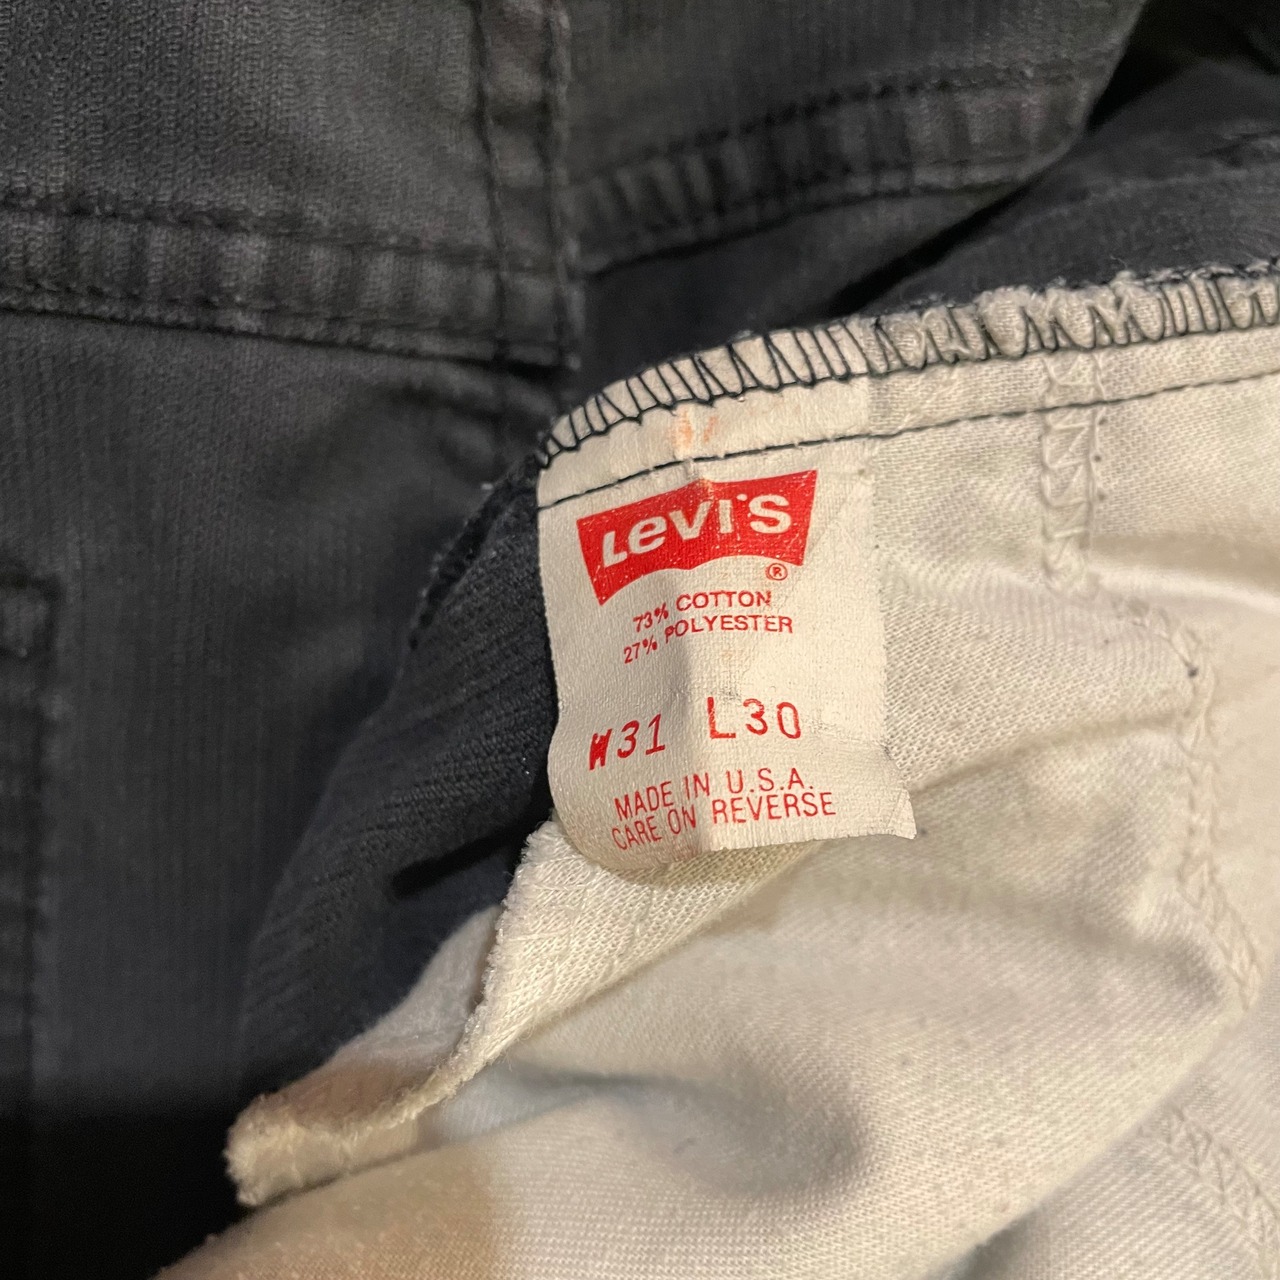 LEVI'S
®
73% COTTON
27% POLYESTER
W31 L30
MADE IN U.S.A.
CARE ON REVERSE